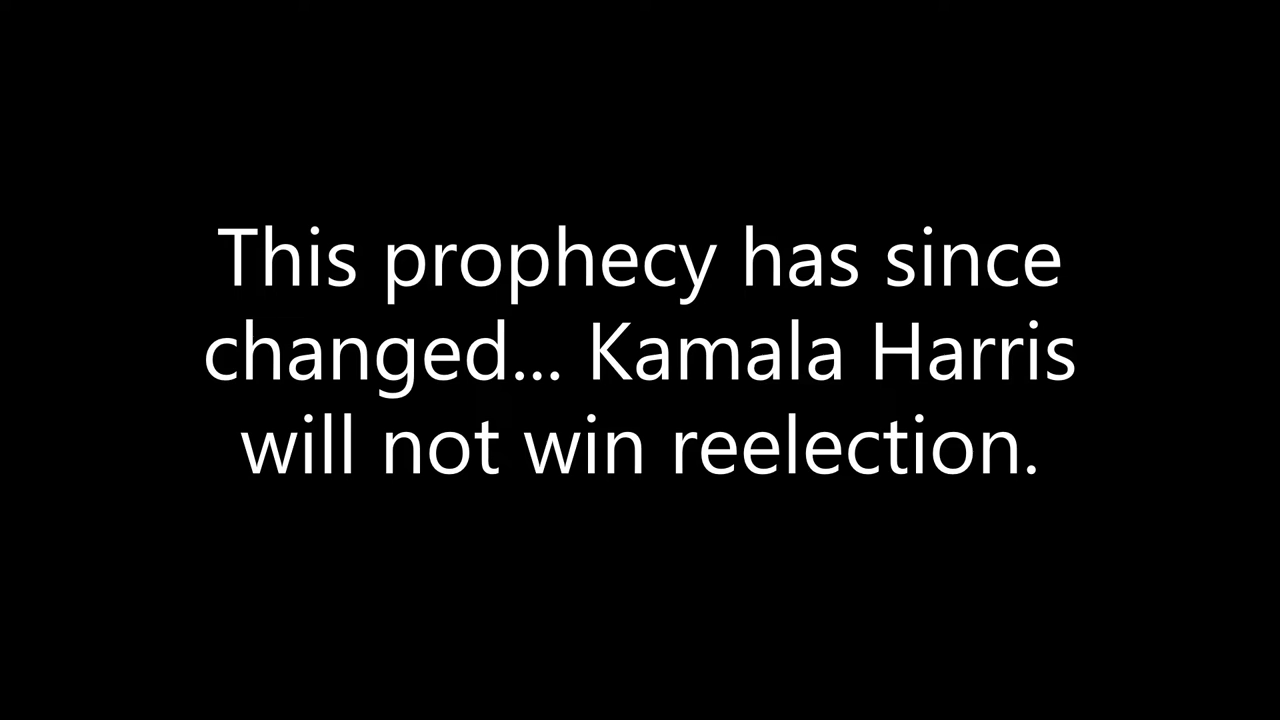 This prophecy has since
changed... Kamala Harris
will not win reelection.